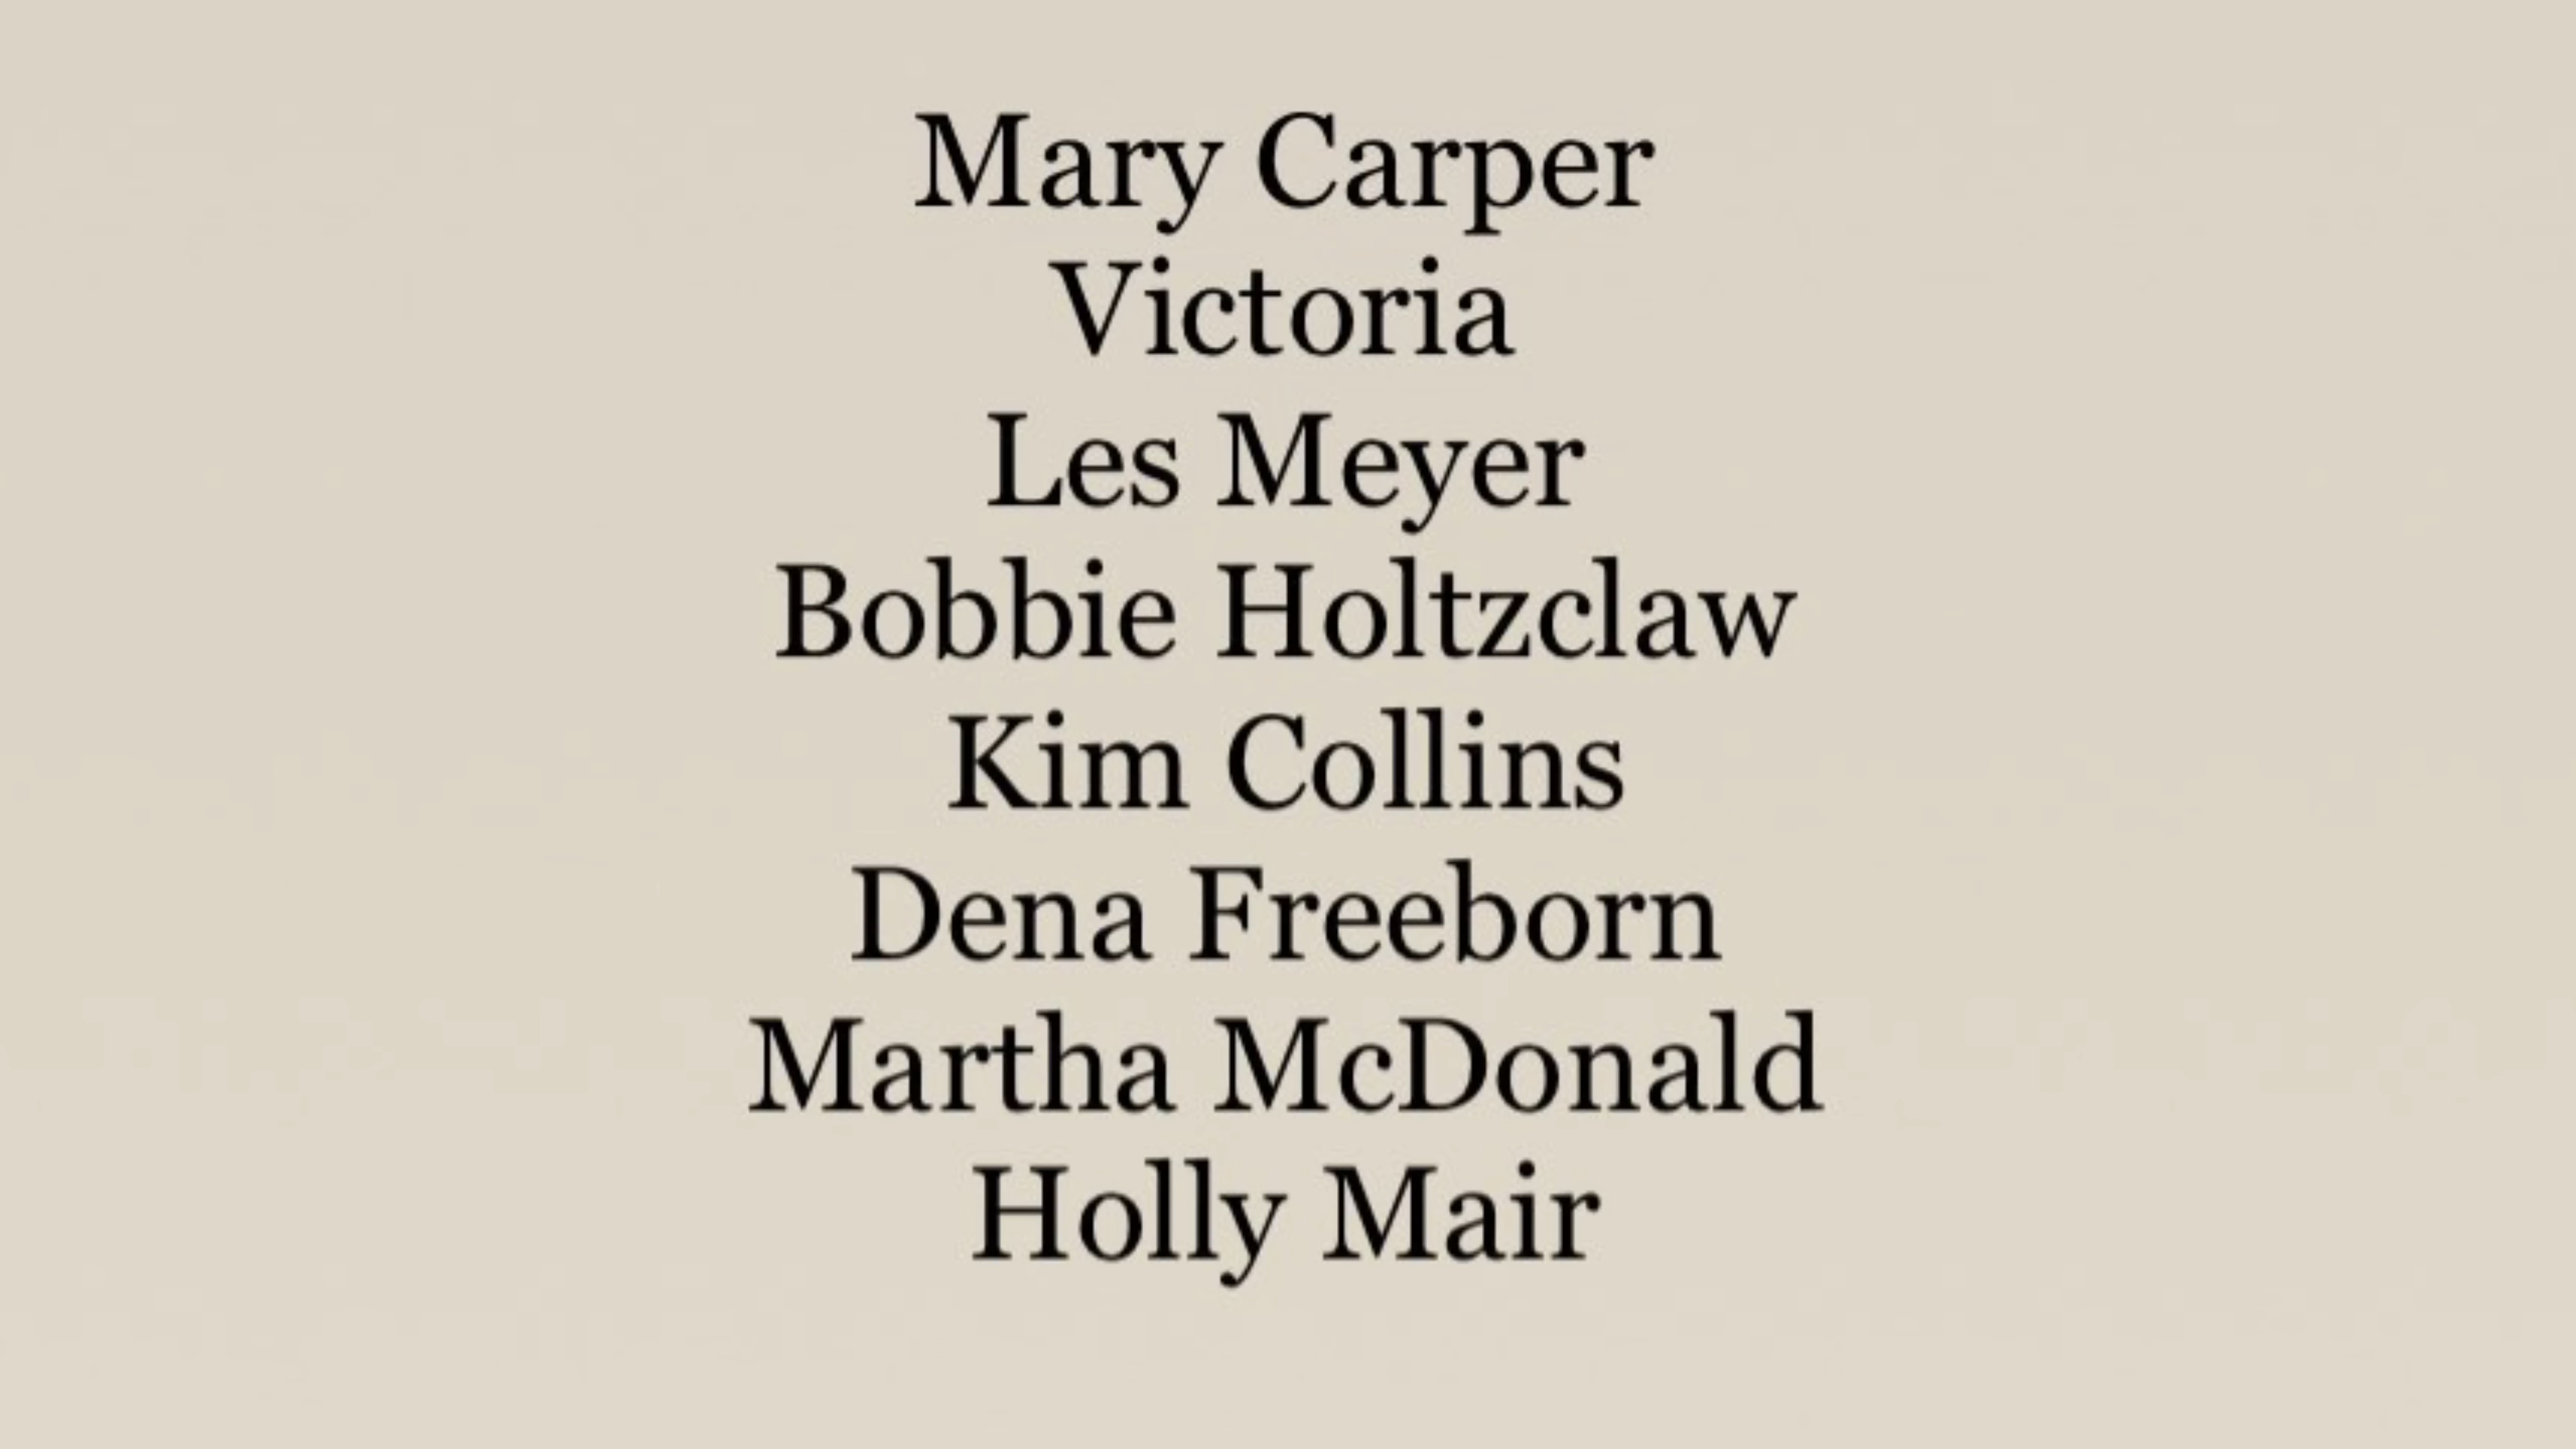 Mary Carper
Victoria
Les Meyer
Bobbie Holtzclaw
Kim Collins
Dena Freeborn
Martha McDonald
Holly Mair